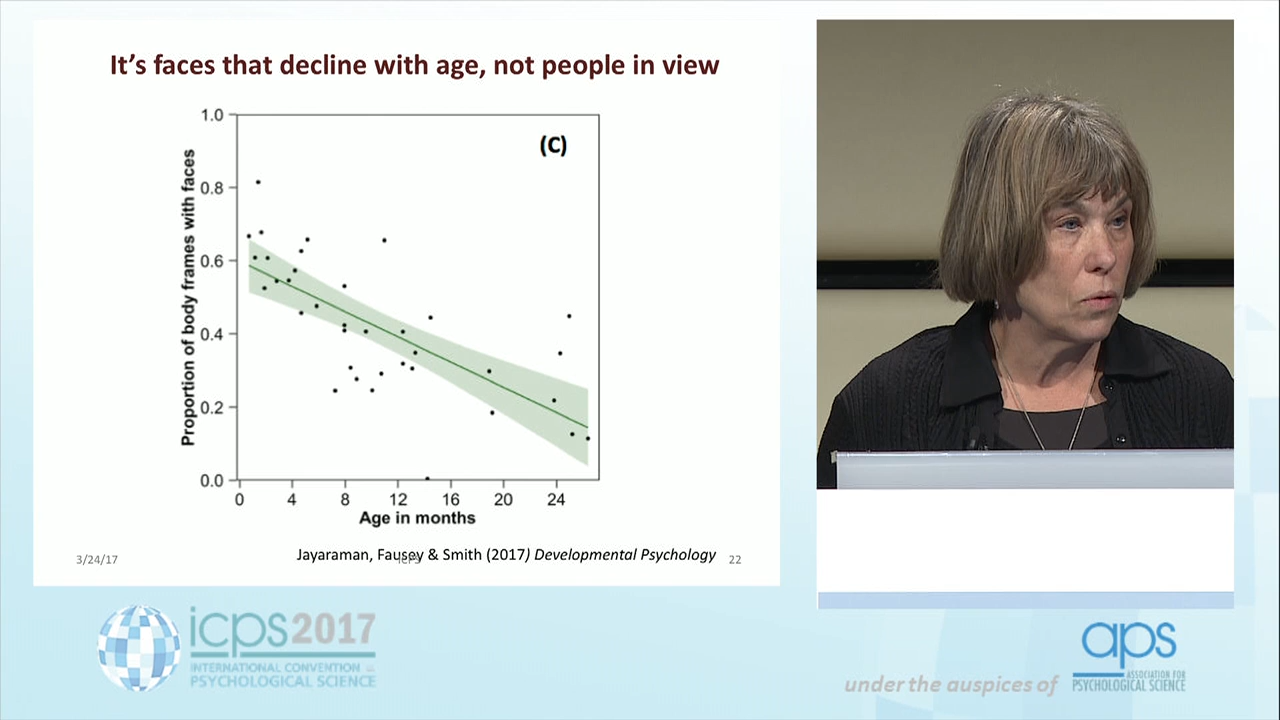 It's faces that decline with age, not people in view
(C)
Proportion of body frames with faces
1.0
0.8
0.6
0.4
0.2
0.0
0
4
8
12
16
20
24
Age in months
Jayaraman, Fausey & Smith (2017) Developmental Psychology
3/24/17
ICPS
22
icps2017
INTERNATIONAL CONVENTION OF
PSYCHOLOGICAL SCIENCE
under the auspices of
aps
ASSOCIATION FOR
PSYCHOLOGICAL SCIENCE